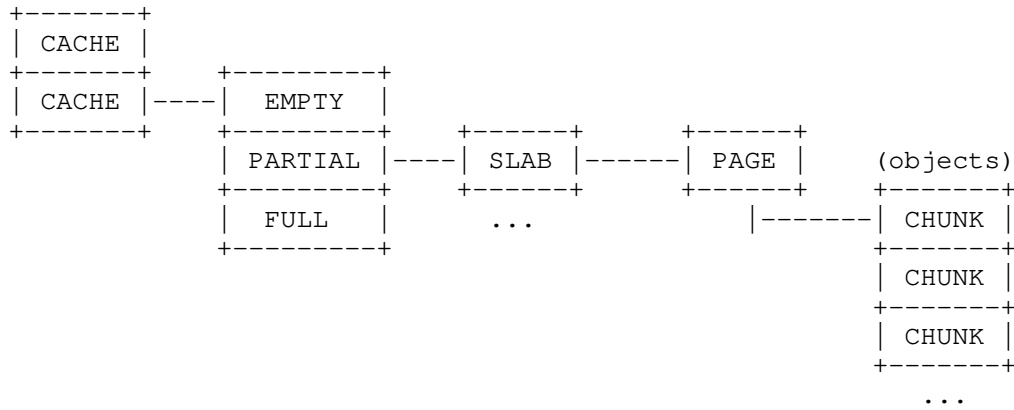 +-------+
| CACHE |
+-------+    +---------+
| CACHE |----|  EMPTY  |
+-------+    +---------+    +------+      +------+
             | PARTIAL |----| SLAB |------| PAGE |    (objects)
             +---------+    +------+      +------+    +-------+
             |  FULL   |      ...             |-------| CHUNK |
             +---------+                              +-------+
                                                      | CHUNK |
                                                      +-------+
                                                      | CHUNK |
                                                      +-------+
                                                         ...